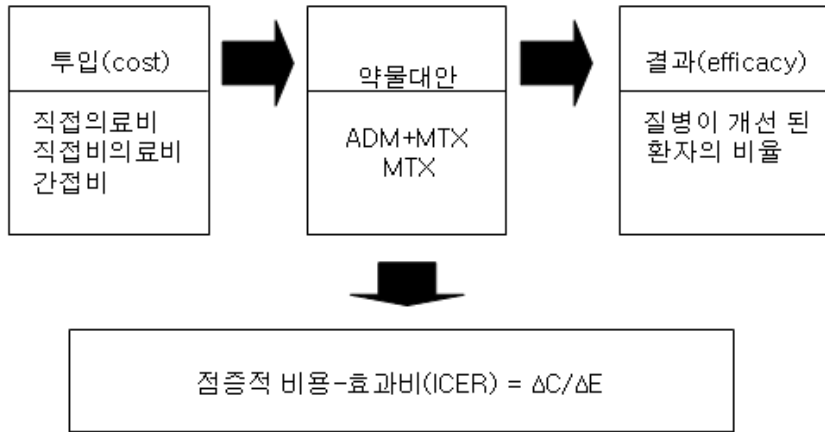 투입(cost)
직접의료비
직접비의료비
간접비
약물대안
ADM+MTX
MTX
결과(efficacy)
질병이 개선 된
환자의 비율
점증적 비용-효과비(ICER) = ΔC/ΔE